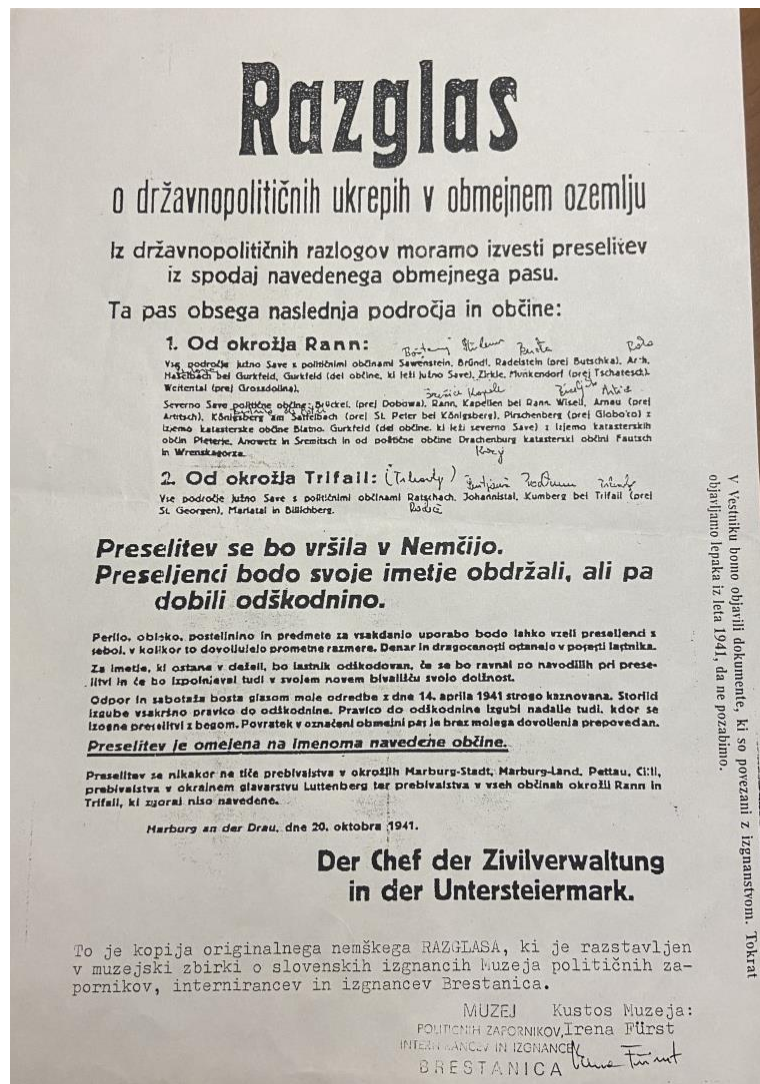 Razglas
o državnopolitičnih ukrepih v obmejnem ozemlju
Iz državnopolitičnih razlogov moramo izvesti preselitev
iz spodaj navedenega obmejnega pasu.
Ta pas obsega naslednja področja in občine:
1. Od okrožja Rann:
Vse področje južno Save s političnimi občinami Sawenstein, Bründl, Radelstein (prej Butschka), Arch,
Haselbach bei Gurkfeld, Gurkfeld (del občine, ki leži južno Save), Zirkle, Munkendorf (prej Tschatesch),
Weitental (prej Grossdolina).
Severno Save politične občine: Brückel, (prej Dobowa), Rann, Kapellen bei Rann, Wisell, Arnau (prej
Artitsch), Königsberg am Sattelbach (prej St. Peter bei Königsberg), Pirschenberg (prej Globoko) z
izjemo katasterske občine Blatno, Gurkfeld (del občine, ki leži severno Save) z izjemo katasterskih
občin Pleterje, Anowetz in Sremitsch in od politične občine Drachenburg katasterski občini Fautsch
in Wrenskagorza.
2. Od okrožja Trifail:
Vse področje južno Save s političnimi občinami Ratschach, Johannistal, Kumberg bei Trifail (prej
St. Georgen), Mariatal in Billichberg.
Preselitev se bo vršila v Nemčijo.
Preseljenci bodo svoje imetje obdržali, ali pa
dobili odškodnino.
Perilo, obleko, posteljnino in predmete za vsakdanjo uporabo bodo lahko vzeli preseljenci s
seboj, v kolikor to dovoljujejo prometne razmere. Denar in dragocenosti ostanejo v posesti lastnika.
Za imetje, ki ostane v deželi, bo lastnik odškodovan, če se bo ravnal po navodilih pri prese-
litvi in če bo izpolnjeval tudi v svojem novem bivališču svojo dolžnost.
Odpor in sabotaža bosta glasom moje odredbe z dne 14. aprila 1941 strogo kaznovana. Storilci
izgube vsakršno pravico do odškodnine. Pravico do odškodnine izgubi nadalje tudi, kdor se
izogne preselitvi z begom. Povratek v označeni obmejni pas je brez mojega dovoljenja prepovedan.
Preselitev je omejena na imenoma navedene občine.
Preselitev se nikakor ne tiče prebivalstva v okrožjih Marburg-Stadt, Marburg-Land, Pettau, Cilli,
prebivalstva v okrajnem glavarstvu Luttenberg ter prebivalstva v vseh občinah okrožij Rann in
Trifail, ki zgoraj niso navedene.
Marburg an der Drau, dne 20. oktobra 1941.
Der Chef der Zivilverwaltung
in der Untersteiermark.
To je kopija originalnega nemškega RAZGLASA, ki je razstavljen
v muzejski zbirki o slovenskih izgnancih Muzeja političnih za-
pornikov, internirancev in izgnancev Brestanica.
MUZEJ Kustos Muzeja:
POLITIČNIH ZAPORNIKOV, Irena Fürst
INTERNIRANCEV IN IZGNANCEV
BRESTANICA
V Vestniku bomo objavili dokumente, ki so povezani z izgnanstvom. Tokrat
objavljamo lepaka iz leta 1941, da ne pozabimo.